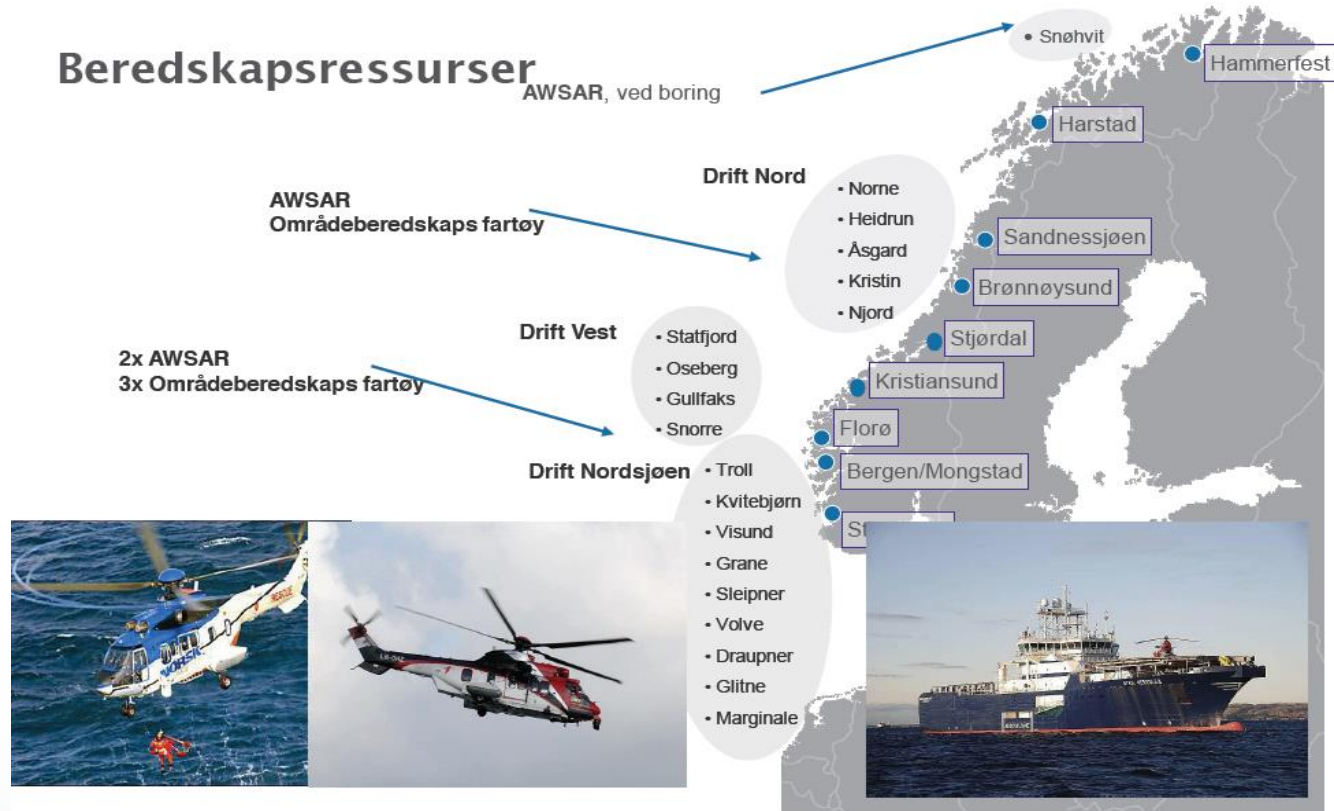 Beredskapsressurser
AWSAR, ved boring
• Snøhvit
Hammerfest
Harstad
Drift Nord
• Norne
• Heidrun
• Åsgard
• Kristin
• Njord
AWSAR
Områdeberedskaps fartøy
Sandnessjøen
Brønnøysund
Stjørdal
Kristiansund
Florø
Bergen/Mongstad
Drift Vest
• Statfjord
• Oseberg
• Gullfaks
• Snorre
2x AWSAR
3x Områdeberedskaps fartøy
Drift Nordsjøen
• Troll
• Kvitebjørn
• Visund
• Grane
• Sleipner
• Volve
• Draupner
• Glitne
• Marginale
St
RESCUE
NORSK